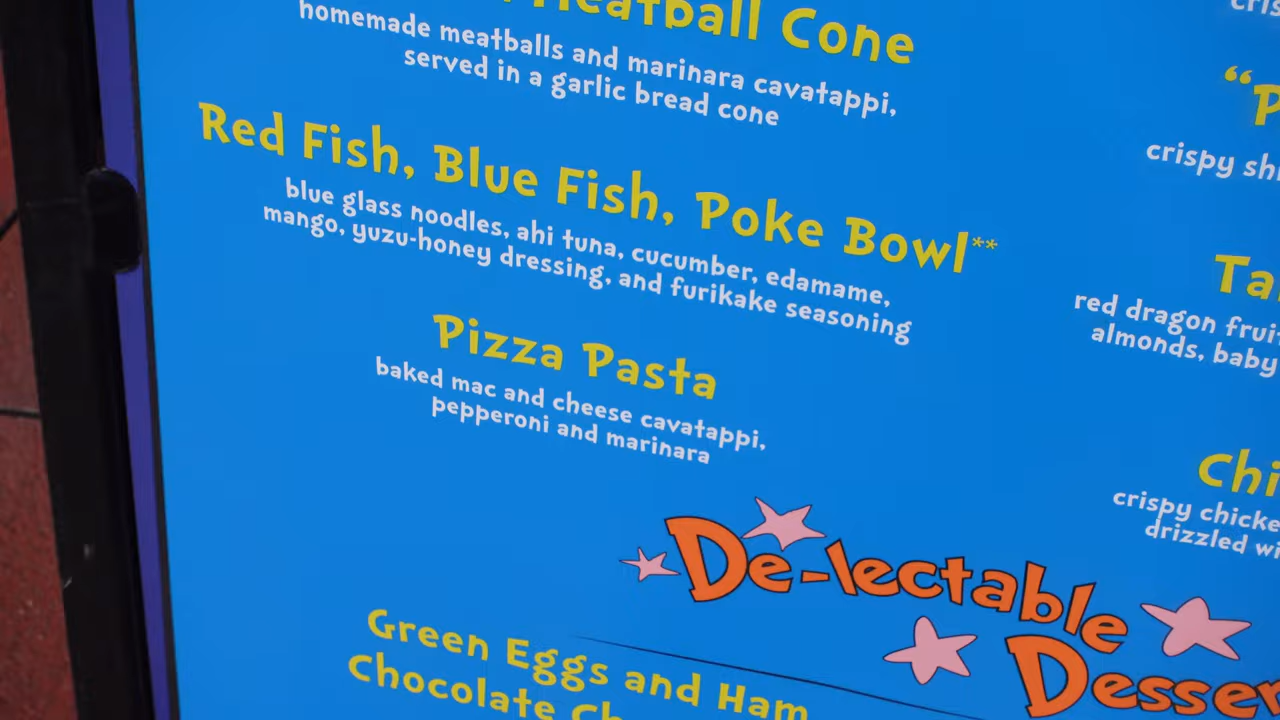 Meatball Cone
homemade meatballs and marinara cavatappi,
served in a garlic bread cone
Red Fish, Blue Fish, Poke Bowl**
blue glass noodles, ahi tuna, cucumber, edamame,
mango, yuzu-honey dressing, and furikake seasoning
Pizza Pasta
baked mac and cheese cavatappi,
pepperoni and marinara
De-lectable
Green Eggs and Ham
Chocolate
crispy
red dragon
almonds, baby
crispy
drizzled